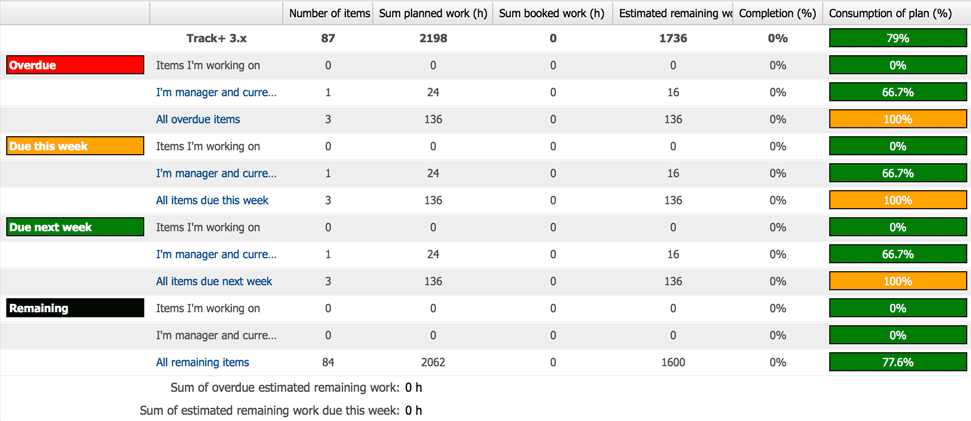 Number of items Sum planned work (h) Sum booked work (h) Estimated remaining wo Completion (%) Consumption of plan (%)
Track+ 3.x 87 2198 0 1736 0% 79%
Overdue Items I'm working on 0 0 0 0 0% 0%
I'm manager and curre... 1 24 0 16 0% 66.7%
All overdue items 3 136 0 136 0% 100%
Due this week Items I'm working on 0 0 0 0 0% 0%
I'm manager and curre... 1 24 0 16 0% 66.7%
All items due this week 3 136 0 136 0% 100%
Due next week Items I'm working on 0 0 0 0 0% 0%
I'm manager and curre... 1 24 0 16 0% 66.7%
All items due next week 3 136 0 136 0% 100%
Remaining Items I'm working on 0 0 0 0 0% 0%
I'm manager and curre... 0 0 0 0 0% 0%
All remaining items 84 2062 0 1600 0% 77.6%
Sum of overdue estimated remaining work: 0 h
Sum of estimated remaining work due this week: 0 h